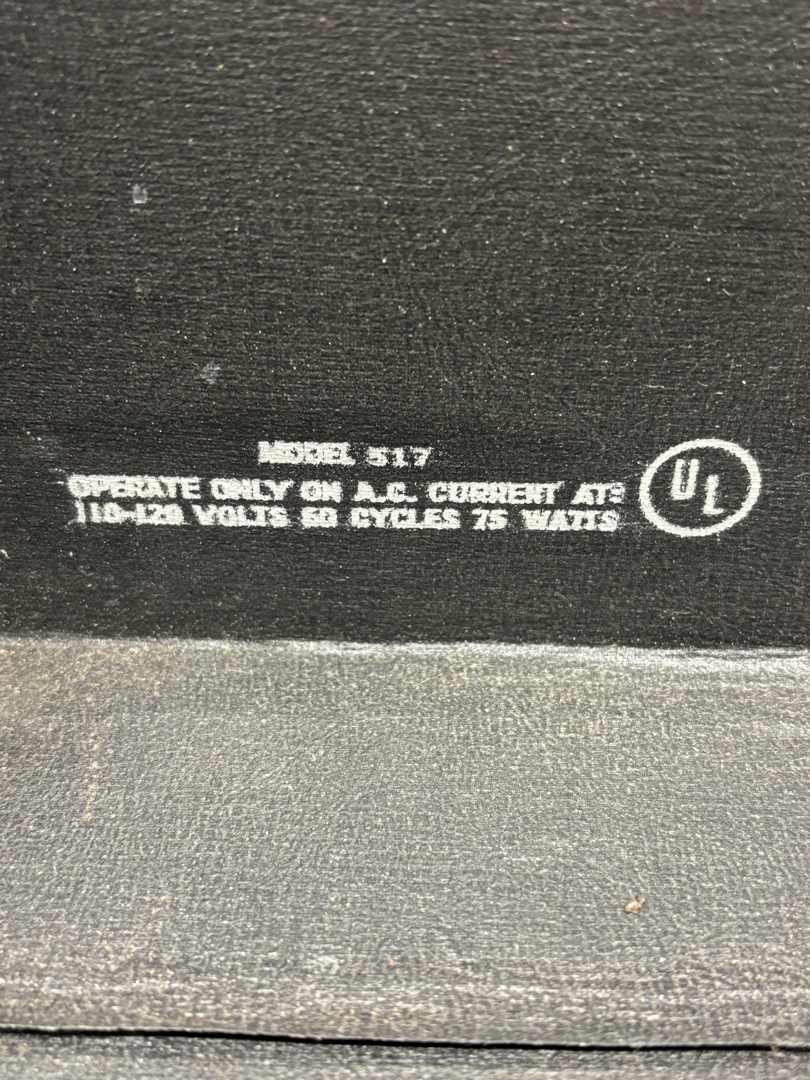 MODEL 517
OPERATE ONLY ON A.C. CURRENT AT:
110-120 VOLTS 60 CYCLES 75 WATTS
UL